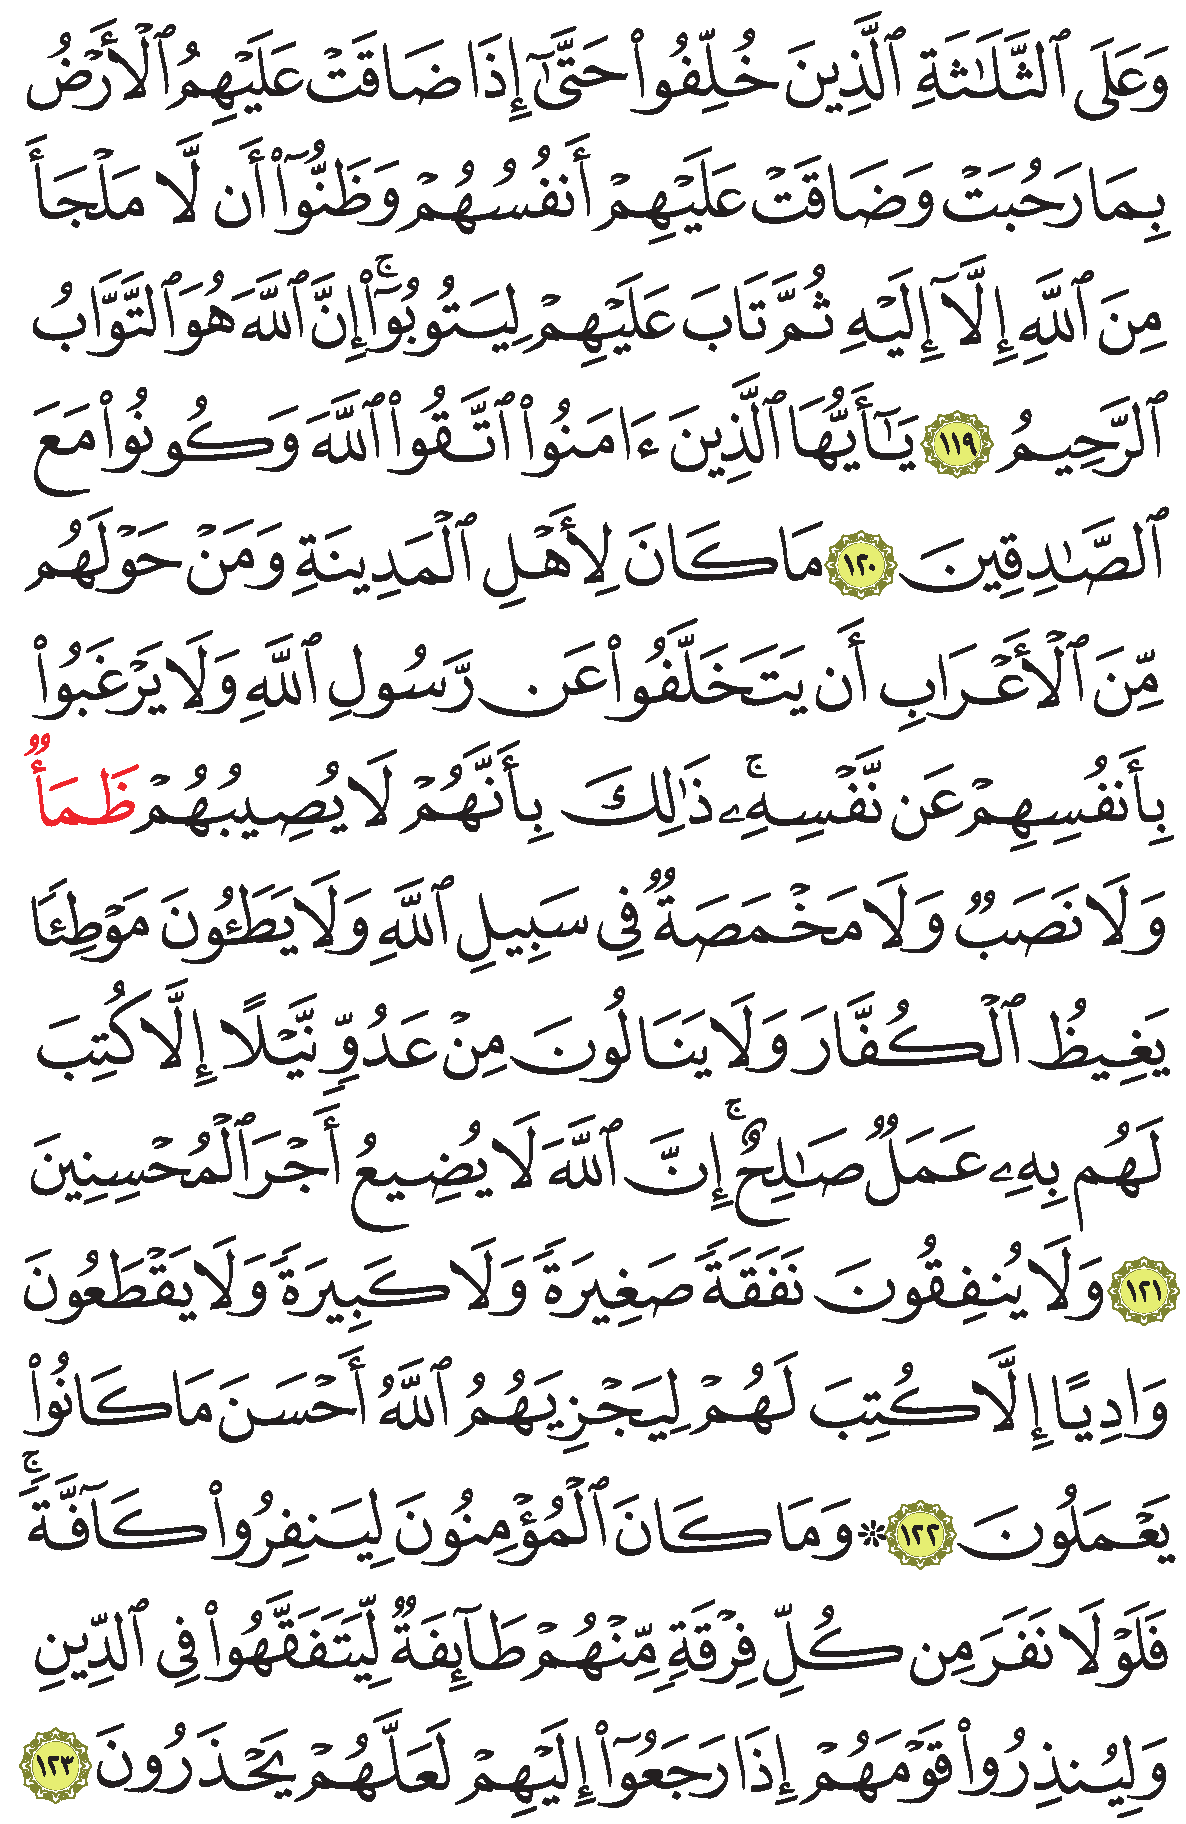 وَعَلَى ٱلثَّلَٰثَةِ ٱلَّذِينَ خُلِّفُوا۟ حَتَّىٰٓ إِذَا ضَاقَتْ عَلَيْهِمُ ٱلْأَرْضُ
بِمَا رَحُبَتْ وَضَاقَتْ عَلَيْهِمْ أَنفُسُهُمْ وَظَنُّوٓا۟ أَن لَّا مَلْجَأَ
مِنَ ٱللَّهِ إِلَّآ إِلَيْهِ ثُمَّ تَابَ عَلَيْهِمْ لِيَتُوبُوٓا۟ ۚ إِنَّ ٱللَّهَ هُوَ ٱلتَّوَّابُ
ٱلرَّحِيمُ ١١٩ يَٰٓأَيُّهَا ٱلَّذِينَ ءَامَنُوا۟ ٱتَّقُوا۟ ٱللَّهَ وَكُونُوا۟ مَعَ
ٱلصَّٰدِقِينَ ١٢٠ مَا كَانَ لِأَهْلِ ٱلْمَدِينَةِ وَمَنْ حَوْلَهُم
مِّنَ ٱلْأَعْرَابِ أَن يَتَخَلَّفُوا۟ عَن رَّسُولِ ٱللَّهِ وَلَا يَرْغَبُوا۟
بِأَنفُسِهِمْ عَن نَّفْسِهِۦ ۚ ذَٰلِكَ بِأَنَّهُمْ لَا يُصِيبُهُمْ ظَمَأٌ
وَلَا نَصَبٌ وَلَا مَخْمَصَةٌ فِى سَبِيلِ ٱللَّهِ وَلَا يَطَـُٔونَ مَوْطِئًا
يَغِيظُ ٱلْكُفَّارَ وَلَا يَنَالُونَ مِنْ عَدُوٍّ نَّيْلًا إِلَّا كُتِبَ
لَهُم بِهِۦ عَمَلٌ صَٰلِحٌ ۚ إِنَّ ٱللَّهَ لَا يُضِيعُ أَجْرَ ٱلْمُحْسِنِينَ
١٢١ وَلَا يُنفِقُونَ نَفَقَةً صَغِيرَةً وَلَا كَبِيرَةً وَلَا يَقْطَعُونَ
وَادِيًا إِلَّا كُتِبَ لَهُمْ لِيَجْزِيَهُمُ ٱللَّهُ أَحْسَنَ مَا كَانُوا۟
يَعْمَلُونَ ١٢٢ ۞ وَمَا كَانَ ٱلْمُؤْمِنُونَ لِيَنفِرُوا۟ كَآفَّةً ۚ
فَلَوْلَا نَفَرَ مِن كُلِّ فِرْقَةٍ مِّنْهُمْ طَآئِفَةٌ لِّيَتَفَقَّهُوا۟ فِى ٱلدِّينِ
وَلِيُنذِرُوا۟ قَوْمَهُمْ إِذَا رَجَعُوٓا۟ إِلَيْهِمْ لَعَلَّهُمْ يَحْذَرُونَ ١٢٣